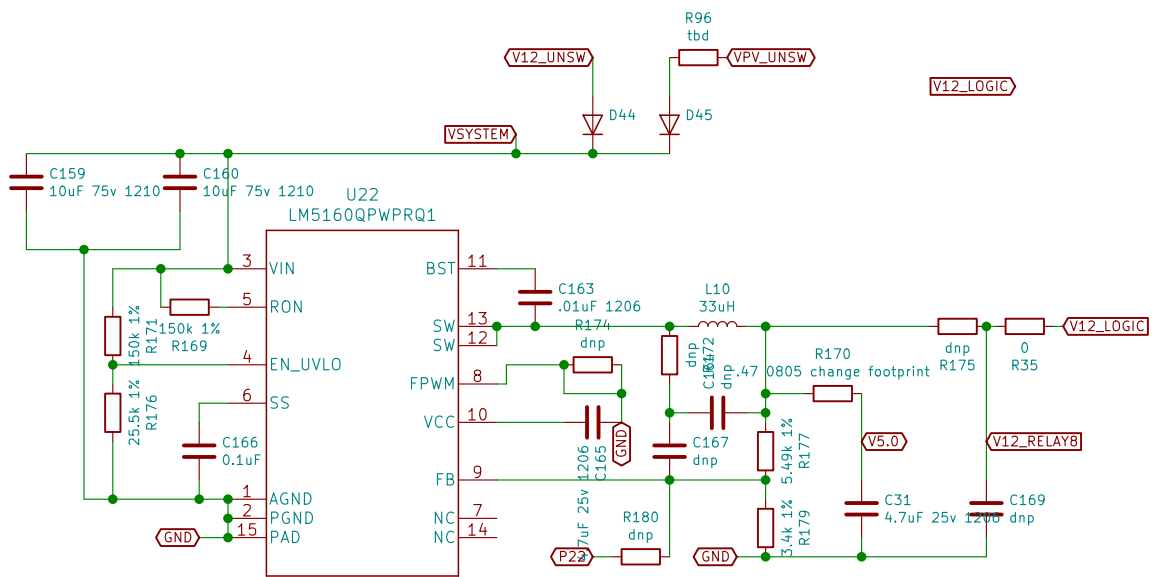 R96
tbd
V12_UNSW
VPV_UNSW
V12_LOGIC
D44
D45
VSYSTEM
C159
10uF 75v 1210
C160
10uF 75v 1210
U22
LM5160QPWPRQ1
3
VIN
5
RON
4
EN_UVLO
6
SS
1
AGND
2
PGND
15
PAD
BST
11
SW
13
SW
12
FPWM
8
VCC
10
FB
9
NC
7
NC
14
150k 1%
R171
150k 1%
R169
25.5k 1%
R176
C166
0.1uF
GND
C163
.01uF 1206
R174
dnp
C165
GND
L10
33uH
dnp
R172
C164
dnp
R170
.47 0805 change footprint
C167
dnp
5.49k 1%
R177
3.4k 1%
R179
R180
dnp
P22
GND
V5.0
C31
4.7uF 25v 1206
dnp
R175
0
R35
V12_LOGIC
V12_RELAY8
C169
dnp